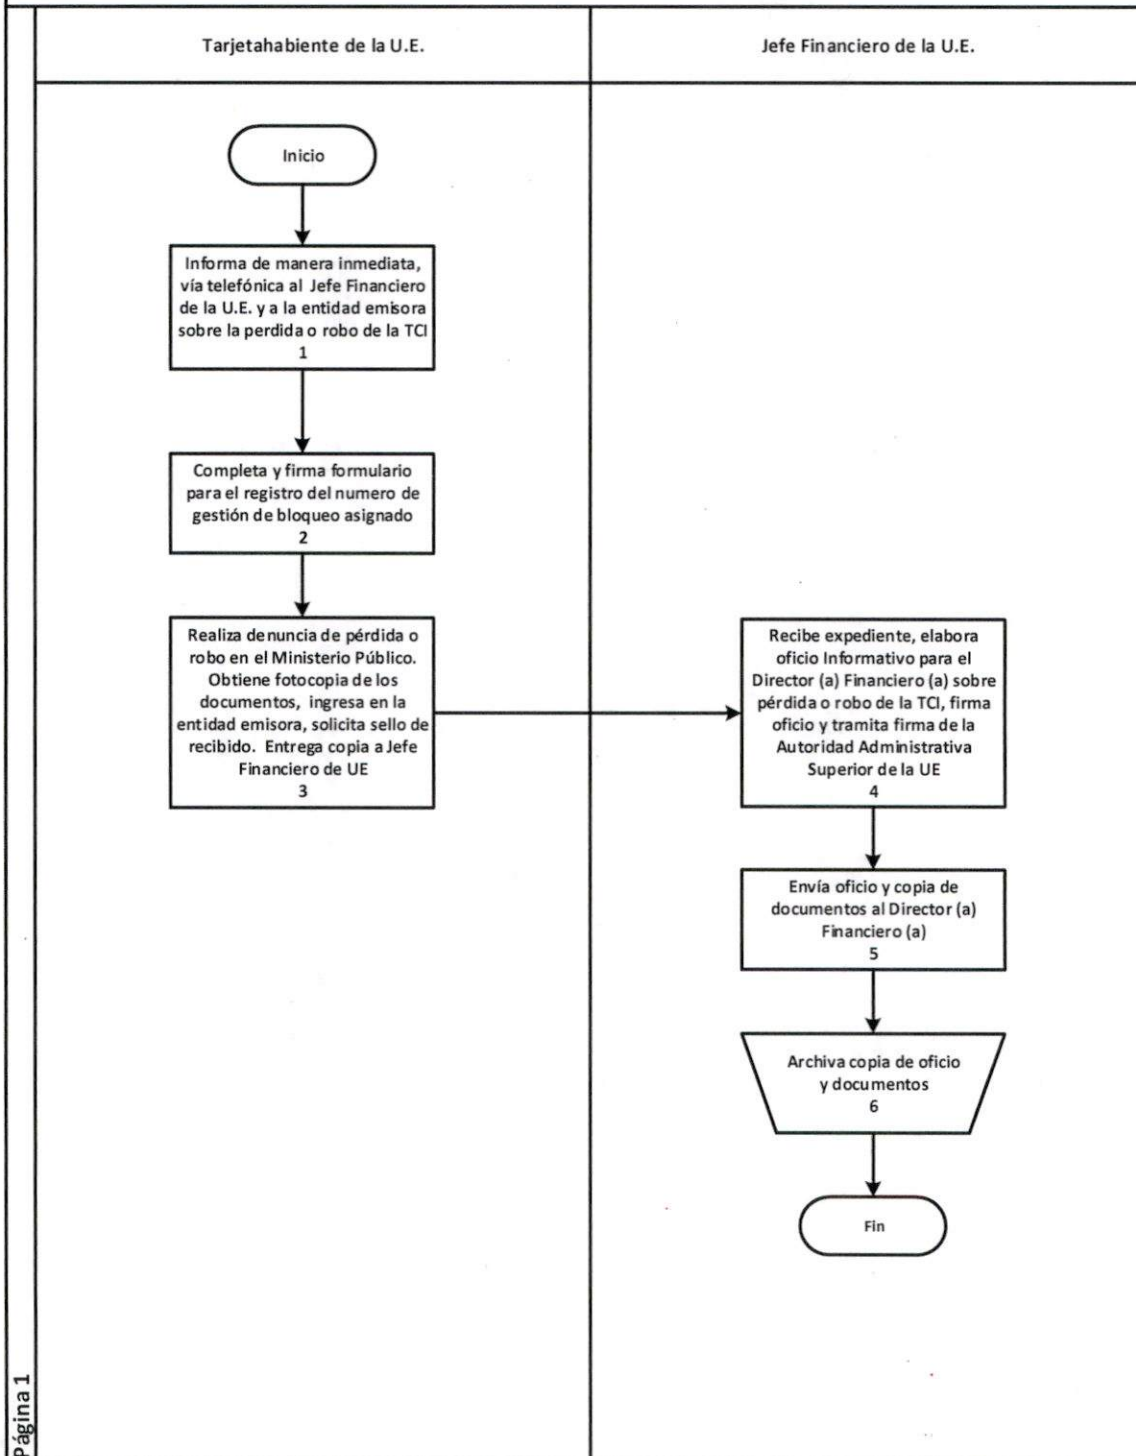 Tarjetahabiente de la U.E.
Jefe Financiero de la U.E.
Inicio
Informa de manera inmediata,
vía telefónica al Jefe Financiero
de la U.E. y a la entidad emisora
sobre la perdida o robo de la TCI
1
Completa y firma formulario
para el registro del numero de
gestión de bloqueo asignado
2
Realiza denuncia de pérdida o
robo en el Ministerio Público.
Obtiene fotocopia de los
documentos, ingresa en la
entidad emisora, solicita sello de
recibido. Entrega copia a Jefe
Financiero de UE
3
Recibe expediente, elabora
oficio Informativo para el
Director (a) Financiero (a) sobre
pérdida o robo de la TCI, firma
oficio y tramita firma de la
Autoridad Administrativa
Superior de la UE
4
Envía oficio y copia de
documentos al Director (a)
Financiero (a)
5
Archiva copia de oficio
y documentos
6
Fin
Página 1